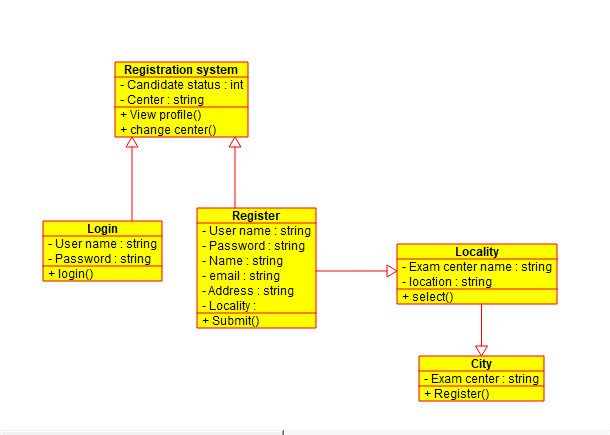 Registration system
- Candidate status : int
- Center : string
+ View profile()
+ change center()
Login
- User name : string
- Password : string
+ login()
Register
- User name : string
- Password : string
- Name : string
- email : string
- Address : string
- Locality :
+ Submit()
Locality
- Exam center name : string
- location : string
+ select()
City
- Exam center : string
+ Register()